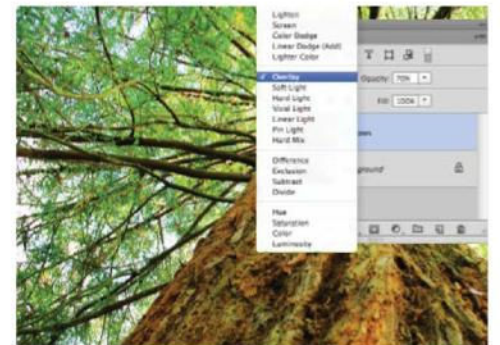 Lighten
Screen
Color Dodge
Linear Dodge (Add)
Lighter Color
✓ Overlay
Soft Light
Hard Light
Vivid Light
Linear Light
Pin Light
Hard Mix
Difference
Exclusion
Subtract
Divide
Hue
Saturation
Color
Luminosity
T
Opacity: 70%
Fill: 100%
ground